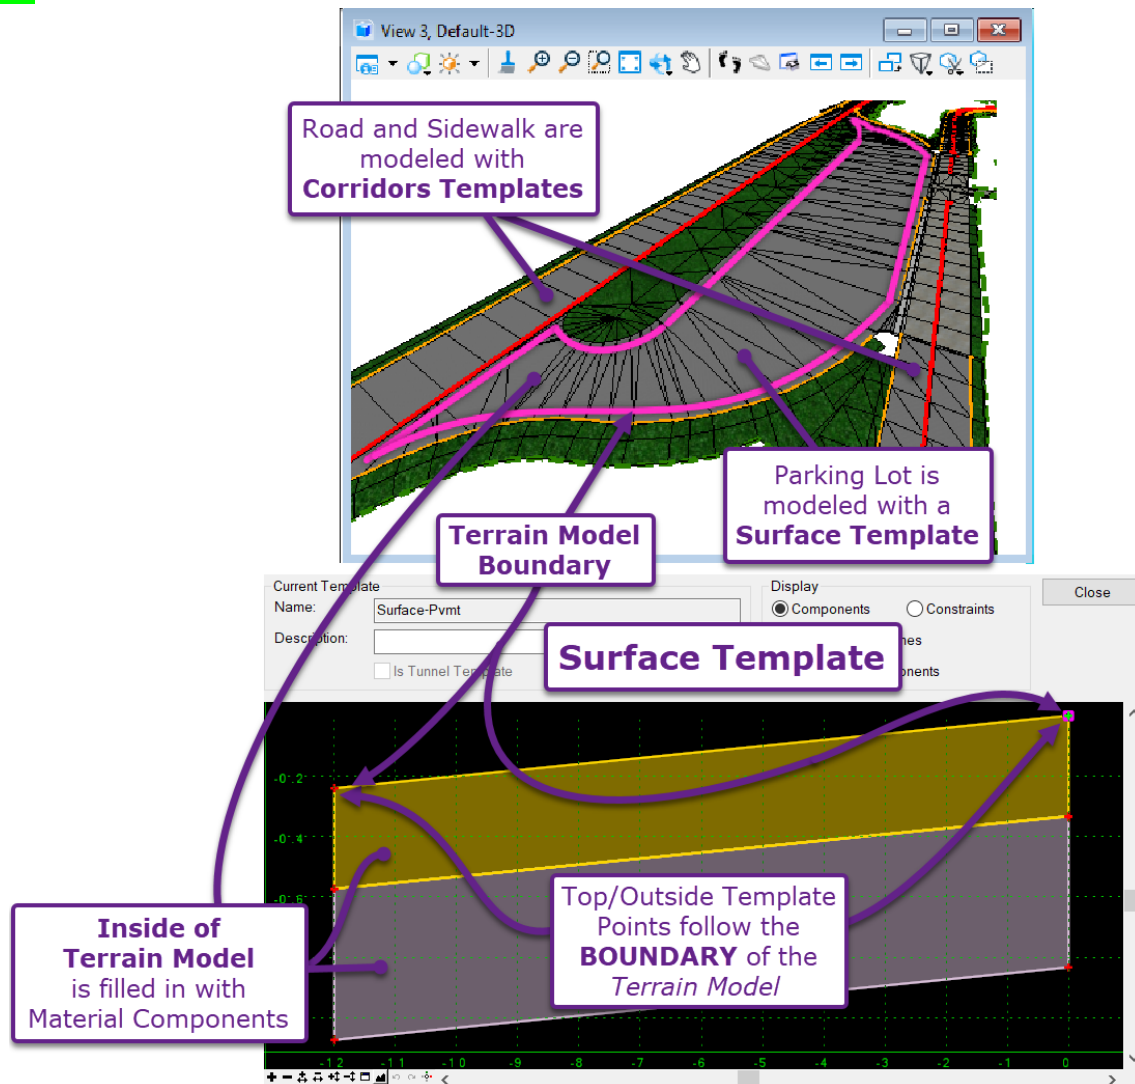 View 3, Default-3D
Road and Sidewalk are
modeled with
Corridors Templates
Parking Lot is
modeled with a
Surface Template
Terrain Model
Boundary
Current Template
Name:
Surface-Pvmt
Description:
Is Tunnel Template
Display
Components
Constraints
Close
Surface Template
-0.2
-0.4
Top/Outside Template
Points follow the
BOUNDARY of the
Terrain Model
Inside of
Terrain Model
is filled in with
Material Components
-12 -11 -10 -9 -8 -7 -6 -5 -4 -3 -2 -1 0